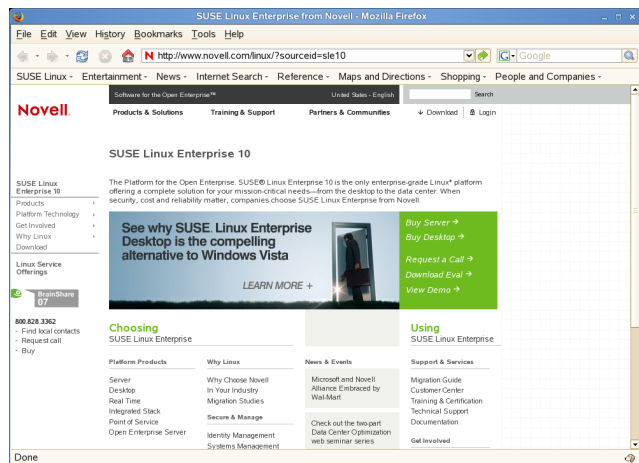 SUSE Linux Enterprise from Novell - Mozilla Firefox
File Edit View History Bookmarks Tools Help
N http://www.novell.com/linux/?sourceid=sle10
G Google
SUSE Linux Entertainment News Internet Search Reference Maps and Directions Shopping People and Companies
Software for the Open Enterprise™ United States - English Search
Novell
Products & Solutions Training & Support Partners & Communities Download Login
SUSE Linux Enterprise 10
SUSE Linux
Enterprise 10
Products
Platform Technology
Get Involved
Why Linux
Download
Linux Service
Offerings
BrainShare
07
800.828.3362
- Find local contacts
- Request call
- Buy
The Platform for the Open Enterprise. SUSE® Linux Enterprise 10 is the only enterprise-
grade Linux* platform
offering a complete solution for your mission-critical needs—from the desktop to the data center. When
security, cost and reliability matter, companies choose SUSE Linux Enterprise from Novell.
See why SUSE Linux Enterprise
Desktop is the compelling
alternative to Windows Vista
LEARN MORE +
Buy Server →
Buy Desktop →
Request a Call →
Download Eval →
View Demo →
Choosing
SUSE Linux Enterprise
Platform Products
Server
Desktop
Real Time
Integrated Stack
Point of Service
Open Enterprise Server
Why Linux
Why Choose Novell
In Your Industry
Migration Studies
Secure & Manage
Identity Management
Systems Management
News & Events
Microsoft and Novell
Alliance Embraced by
Wal-Mart
Check out the two-part
Data Center Optimization
web seminar series
Using
SUSE Linux Enterprise
Support & Services
Migration Guide
Customer Center
Training & Certification
Technical Support
Documentation
Get Involved
Done